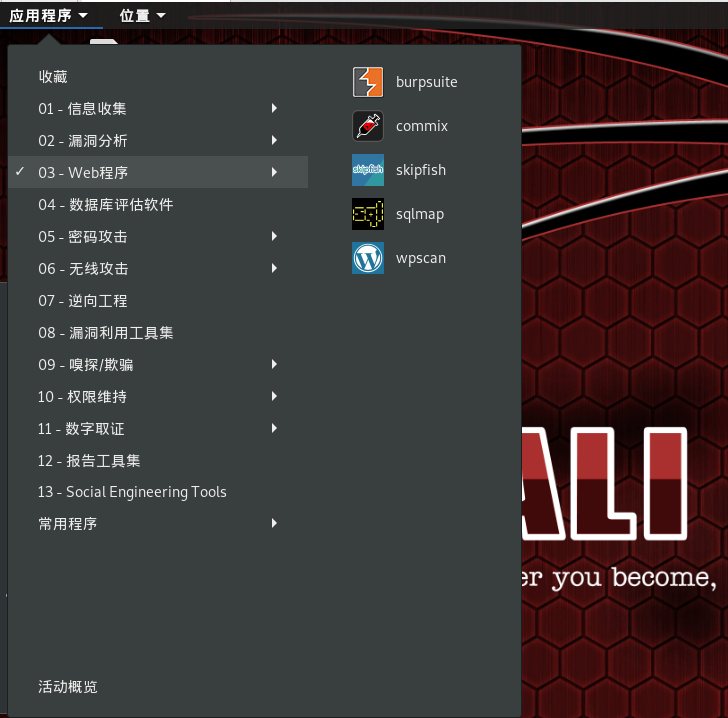 应用程序 位置
收藏
01 - 信息收集
02 - 漏洞分析
✓ 03 - Web程序
04 - 数据库评估软件
05 - 密码攻击
06 - 无线攻击
07 - 逆向工程
08 - 漏洞利用工具集
09 - 嗅探/欺骗
10 - 权限维持
11 - 数字取证
12 - 报告工具集
13 - Social Engineering Tools
常用程序
活动概览
burpsuite
commix
skipfish
skipfish
sql
sqlmap
W
wpscan
ALI
er you become,